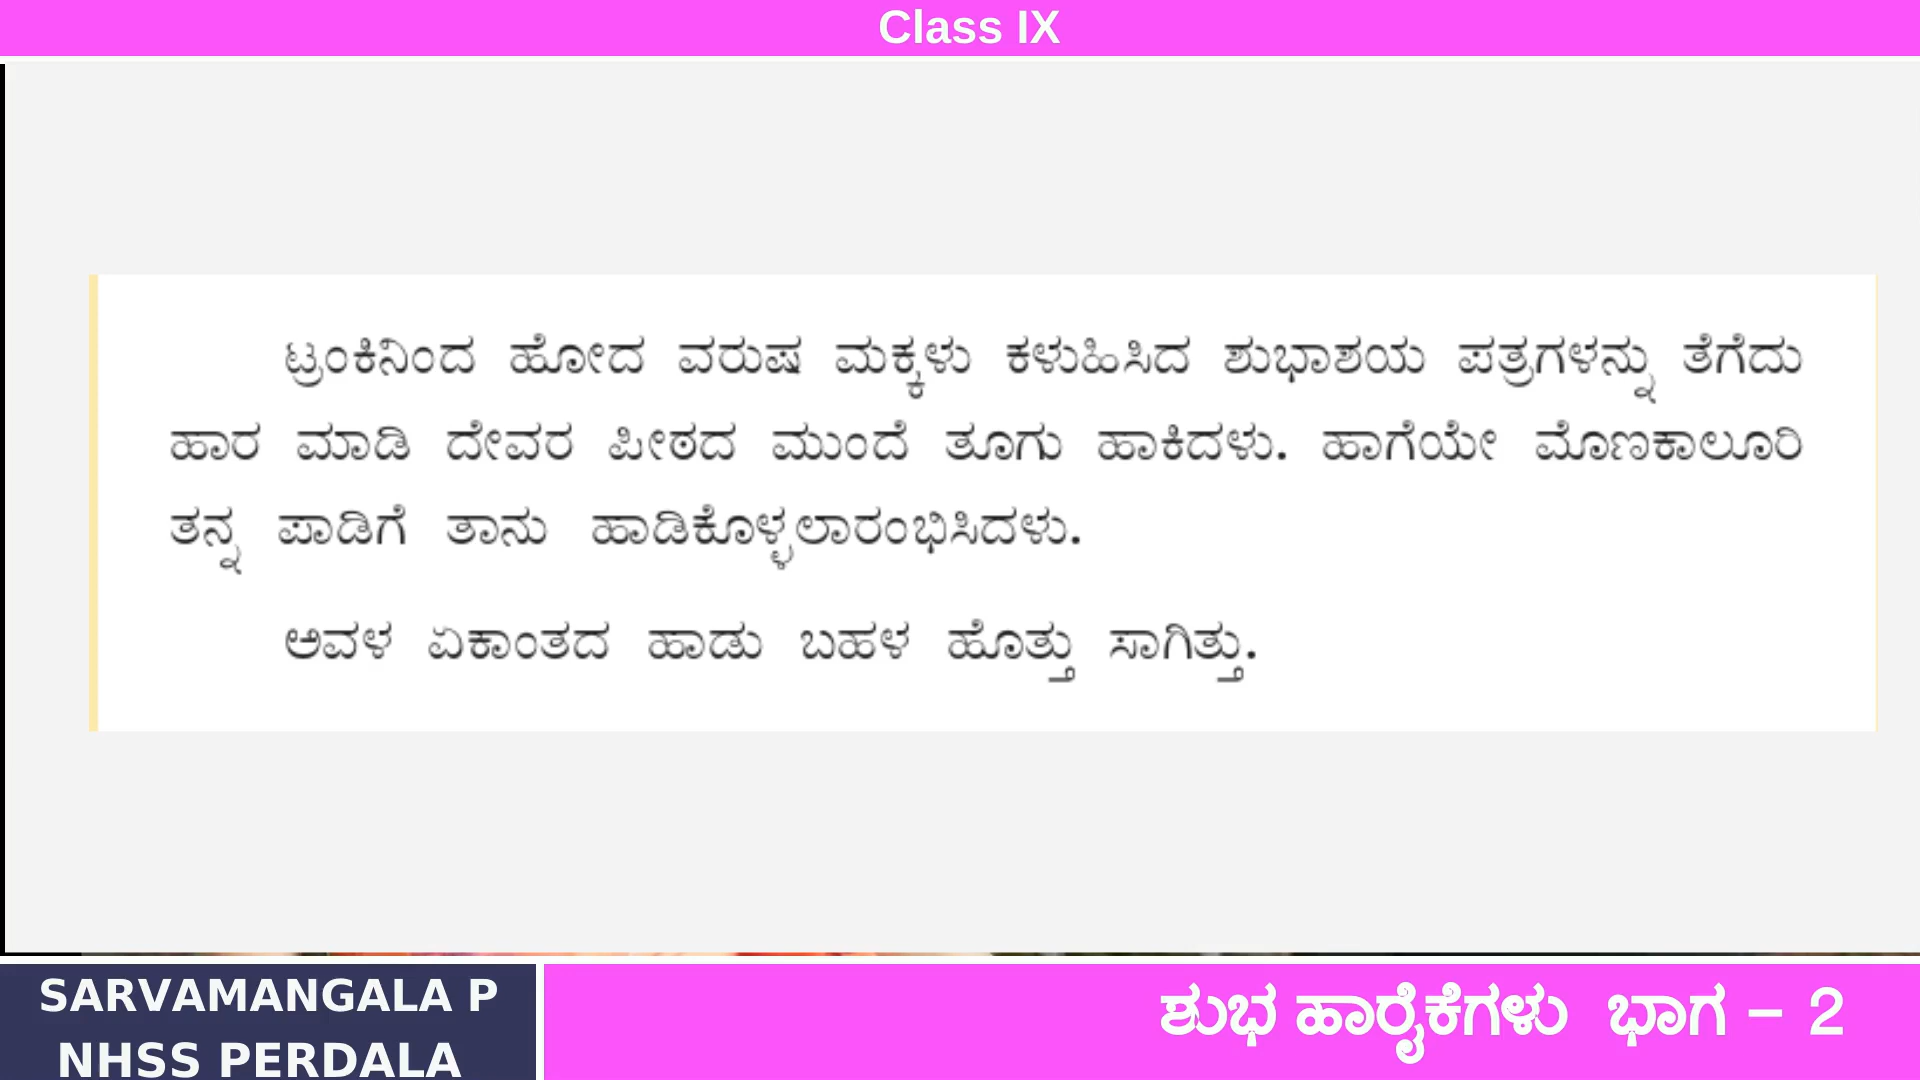 Class IX
ಟ್ರಂಕಿನಿಂದ ಹೋದ ವರುಷ ಮಕ್ಕಳು ಕಳುಹಿಸಿದ ಶುಭಾಶಯ ಪತ್ರಗಳನ್ನು ತೆಗೆದು
ಹಾರ ಮಾಡಿ ದೇವರ ಪೀಠದ ಮುಂದೆ ತೂಗು ಹಾಕಿದಳು. ಹಾಗೆಯೇ ಮೊಣಕಾಲೂರಿ
ತನ್ನ ಪಾಡಿಗೆ ತಾನು ಹಾಡಿಕೊಳ್ಳಲಾರಂಭಿಸಿದಳು.
ಅವಳ ಏಕಾಂತದ ಹಾಡು ಬಹಳ ಹೊತ್ತು ಸಾಗಿತ್ತು.
SARVAMANGALA P
NHSS PERDALA
ಶುಭ ಹಾರೈಕೆಗಳು ಭಾಗ – 2